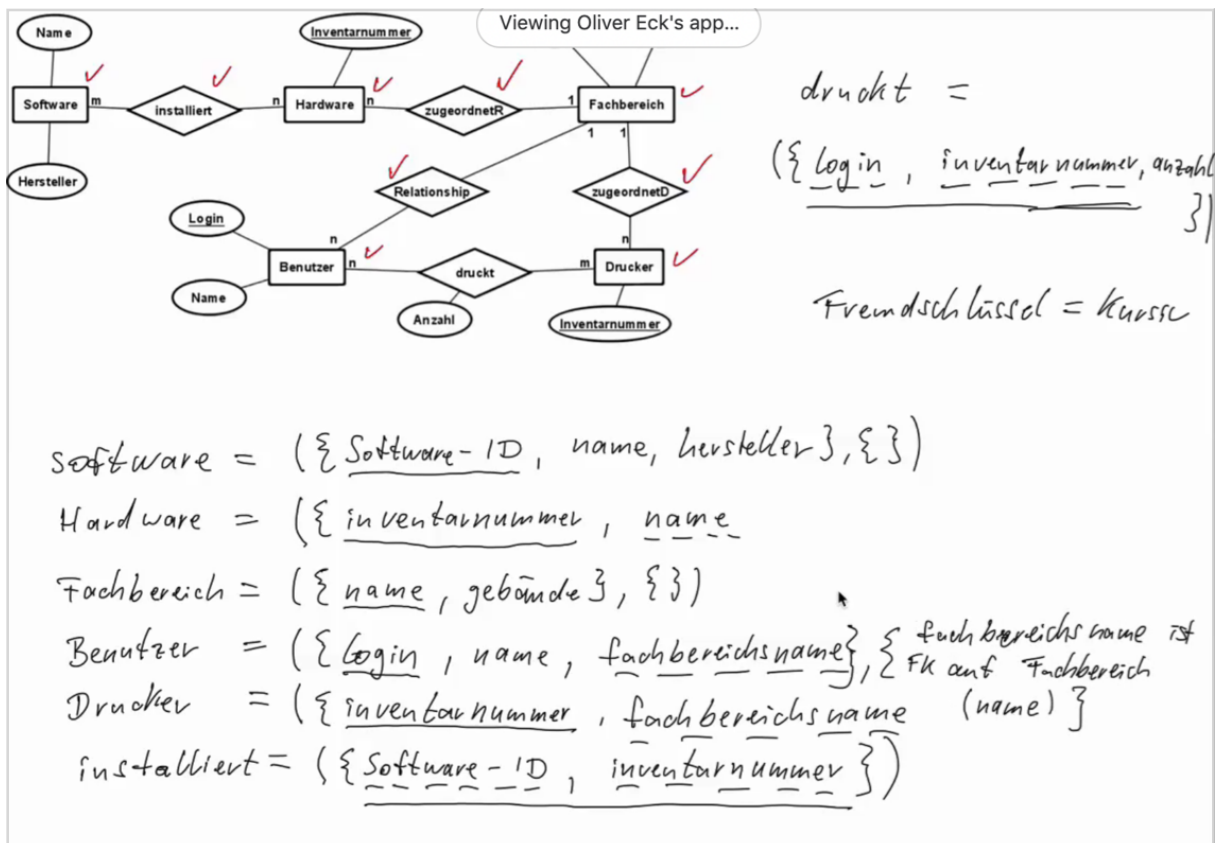 Viewing Oliver Eck's app...
Name
Inventarnummer
Software
m
installiert
n
Hardware
n
zugeordnetR
1
Fachbereich
1
1
Hersteller
Relationship
zugeordnetD
Login
n
n
Benutzer
n
druckt
m
Drucker
Name
Anzahl
Inventarnummer
druckt =
({login, inventarnummer, anzahl
})
Fremdschlüssel =
software = ({Software-ID, name, hersteller},{})
Hardware = ({inventarnummer, name
Fachbereich = ({name, gebäude}, {})
Benutzer = ({Login, name, fachbereichsname},{fachbereichsname ist
FK auf Fachbereich
(name)}
Drucker = ({inventarnummer, fachbereichsname
installiert = ({Software-ID, inventarnummer})